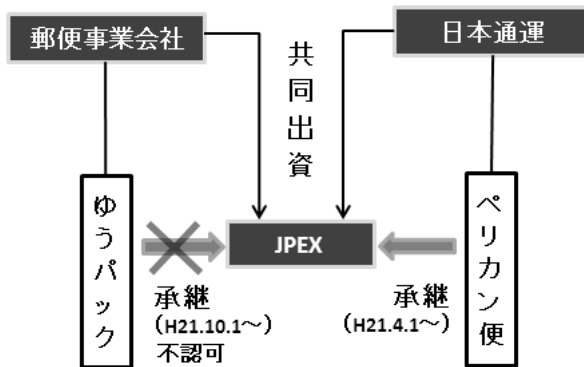 郵便事業会社
日本通運
共同出資
ゆうパック
JPEX
ペリカン便
承継
(H21.10.1～)
不認可
承継
(H21.4.1～)